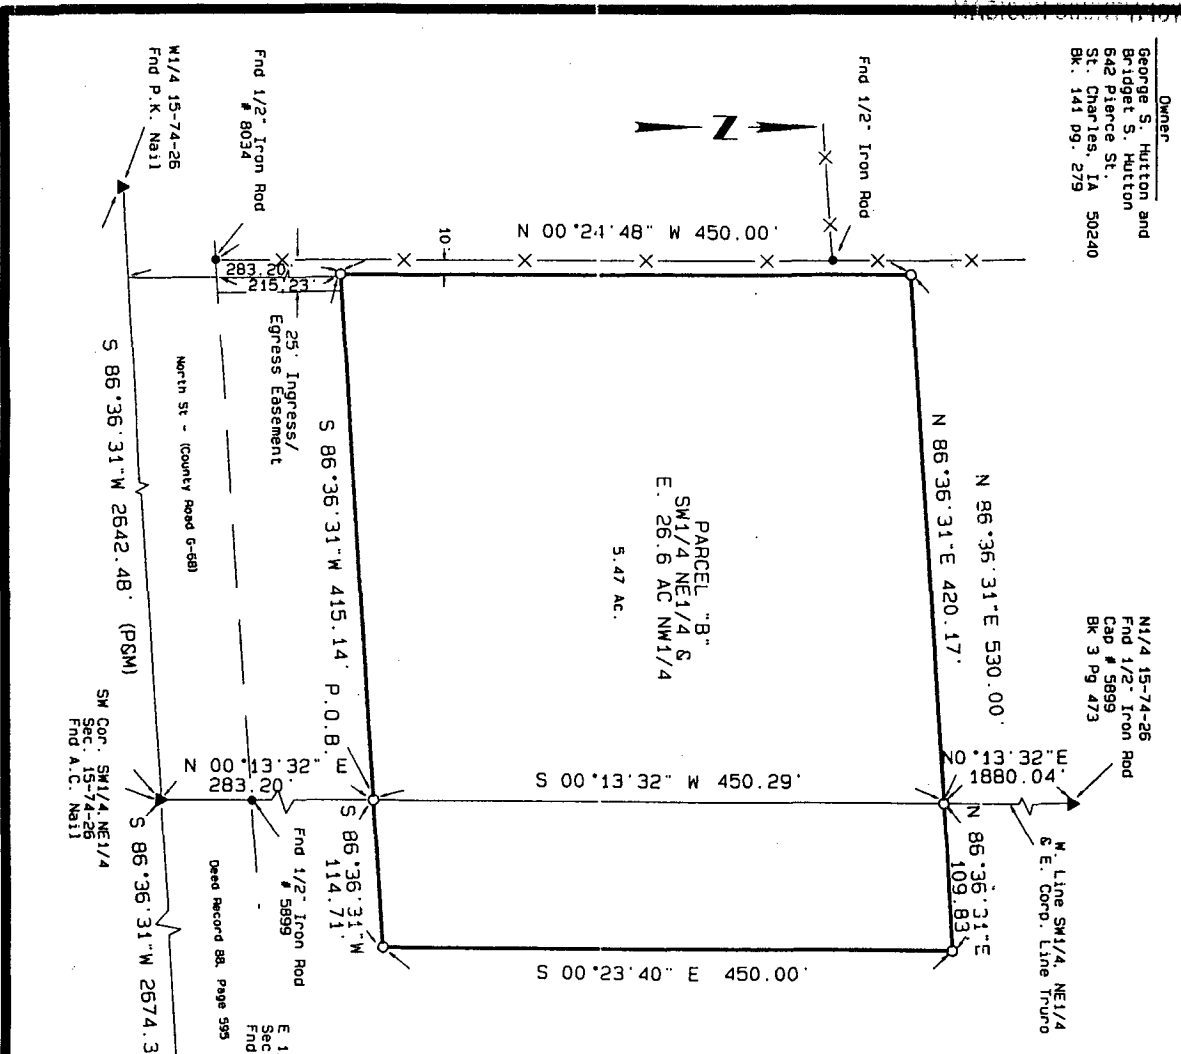 Owner
George S. Hutton and
Bridget S. Hutton
642 Pierce St.
St. Charles, IA 50240
Bk. 141 pg. 279
Fnd 1/2" Iron Rod
Z
W1/4 15-74-26
Fnd P.K. Nail
Fnd 1/2" Iron Rod
# 8034
N 00°24'48" W 450.00'
10'
283.20'
215.23'
25' Ingress/
Egress Easement
North St - (County Road G-68)
S 86°36'31"W 2642.48' (P&M)
S 86°36'31"W 415.14' P.O.B.
N 86°36'31"E 530.00'
N 86°36'31"E 420.17'
PARCEL "B"
SW1/4 NE1/4 &
E. 26.6 AC NW1/4
5.47 Ac.
N1/4 15-74-26
Fnd 1/2" Iron Rod
Cap # 5899
Bk 3 Pg 473
N0°13'32"E
1880.04'
S 00°13'32" W 450.29'
N 00°13'32" E
283.20'
SW Cor. SW1/4, NE1/4
Sec. 15-74-26
Fnd A.C. Nail
W. Line SW1/4, NE1/4
& E. Corp. Line Truro
N 86°36'31"E
109.83'
S 86°36'31"W
114.71'
Fnd 1/2" Iron Rod
# 5899
S 00°23'40" E 450.00'
Deed Record 88, Page 595
S 86°36'31"W 2674.3
E 1
Sec
Fnd